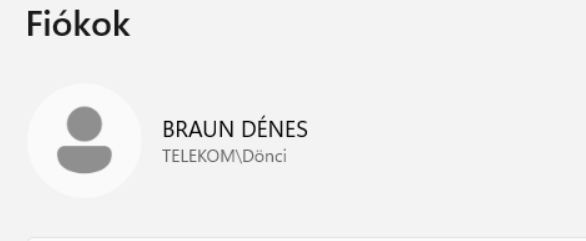 Fiókok
BRAUN DÉNES
TELEKOM\Dönci